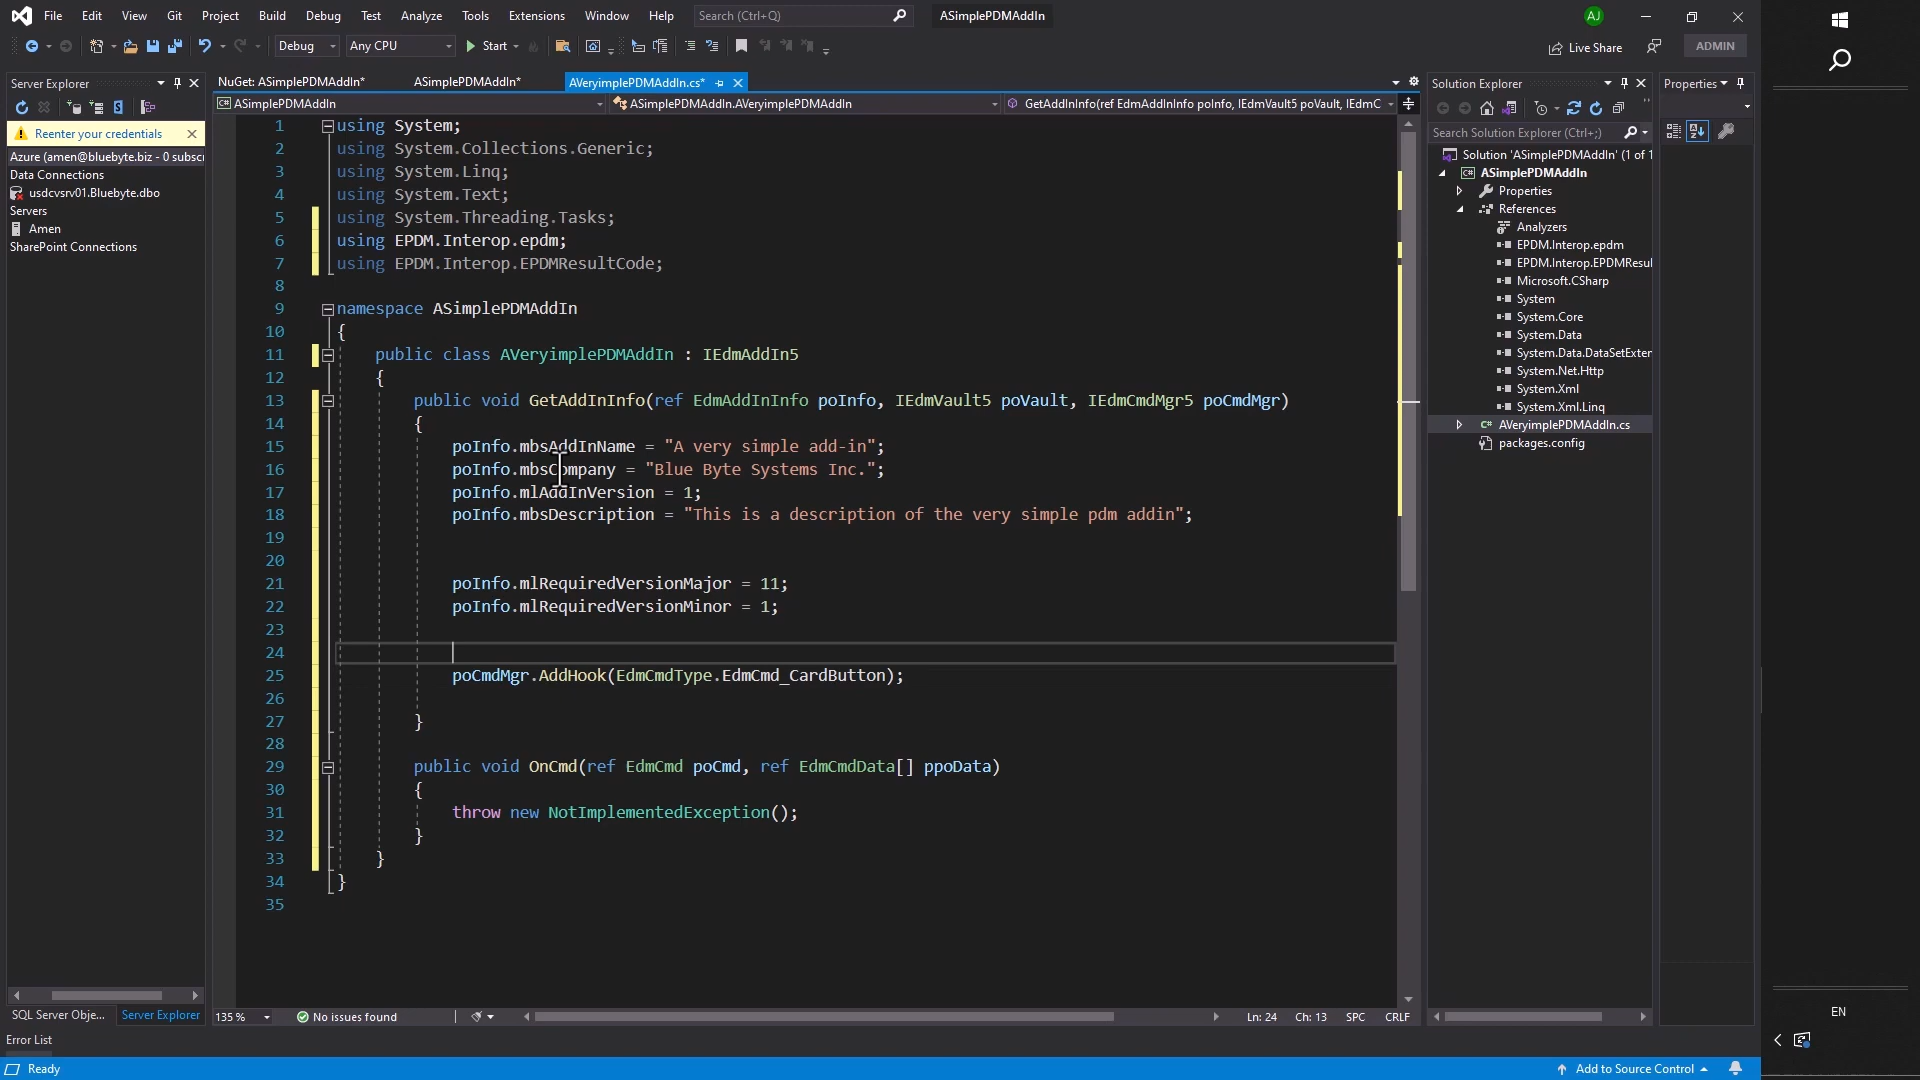 File Edit View Git Project Build Debug Test Analyze Tools Extensions Window Help Search (Ctrl+Q) ASimplePDMAddIn AJ
Debug Any CPU Start Live Share ADMIN
Server Explorer
Reenter your credentials
Azure (amen@bluebyte.biz - 0 subscr
Data Connections
usdcvsrv01.Bluebyte.dbo
Servers
Amen
SharePoint Connections
SQL Server Obje... Server Explorer
NuGet: ASimplePDMAddIn* ASimplePDMAddIn* AVeryimplePDMAddIn.cs*
ASimplePDMAddIn ASimplePDMAddIn.AVeryimplePDMAddIn GetAddInInfo(ref EdmAddInInfo poInfo, IEdmVault5 poVault, IEdmC
1 using System;
2 using System.Collections.Generic;
3 using System.Linq;
4 using System.Text;
5 using System.Threading.Tasks;
6 using EPDM.Interop.epdm;
7 using EPDM.Interop.EPDMResultCode;
8
9 namespace ASimplePDMAddIn
10 {
11 public class AVeryimplePDMAddIn : IEdmAddIn5
12 {
13 public void GetAddInInfo(ref EdmAddInInfo poInfo, IEdmVault5 poVault, IEdmCmdMgr5 poCmdMgr)
14 {
15 poInfo.mbsAddInName = "A very simple add-in";
16 poInfo.mbsCompany = "Blue Byte Systems Inc.";
17 poInfo.mlAddInVersion = 1;
18 poInfo.mbsDescription = "This is a description of the very simple pdm addin";
19
20
21 poInfo.mlRequiredVersionMajor = 11;
22 poInfo.mlRequiredVersionMinor = 1;
23
24
25 poCmdMgr.AddHook(EdmCmdType.EdmCmd_CardButton);
26
27 }
28
29 public void OnCmd(ref EdmCmd poCmd, ref EdmCmdData[] ppoData)
30 {
31 throw new NotImplementedException();
32 }
33 }
34 }
35
135 % No issues found Ln: 24 Ch: 13 SPC CRLF
Solution Explorer
Search Solution Explorer (Ctrl+;)
Solution 'ASimplePDMAddIn' (1 of 1
ASimplePDMAddIn
Properties
References
Analyzers
EPDM.Interop.epdm
EPDM.Interop.EPDMResul
Microsoft.CSharp
System
System.Core
System.Data
System.Data.DataSetExter
System.Net.Http
System.Xml
System.Xml.Linq
AVeryimplePDMAddIn.cs
packages.config
Properties
Error List
Ready Add to Source Control
EN